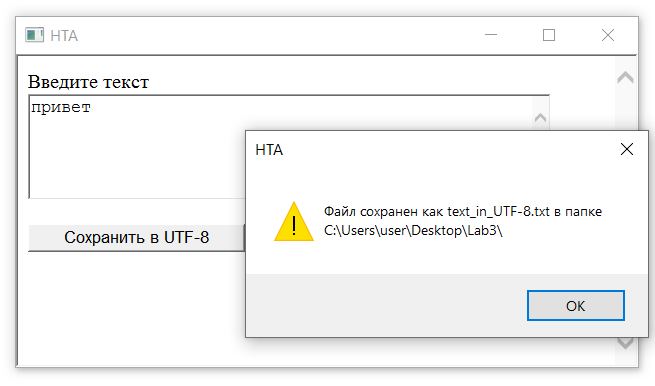 HTA
Введите текст
привет
Сохранить в UTF-8
HTA
Файл сохранен как text_in_UTF-8.txt в папке
C:\Users\user\Desktop\Lab3\
OK